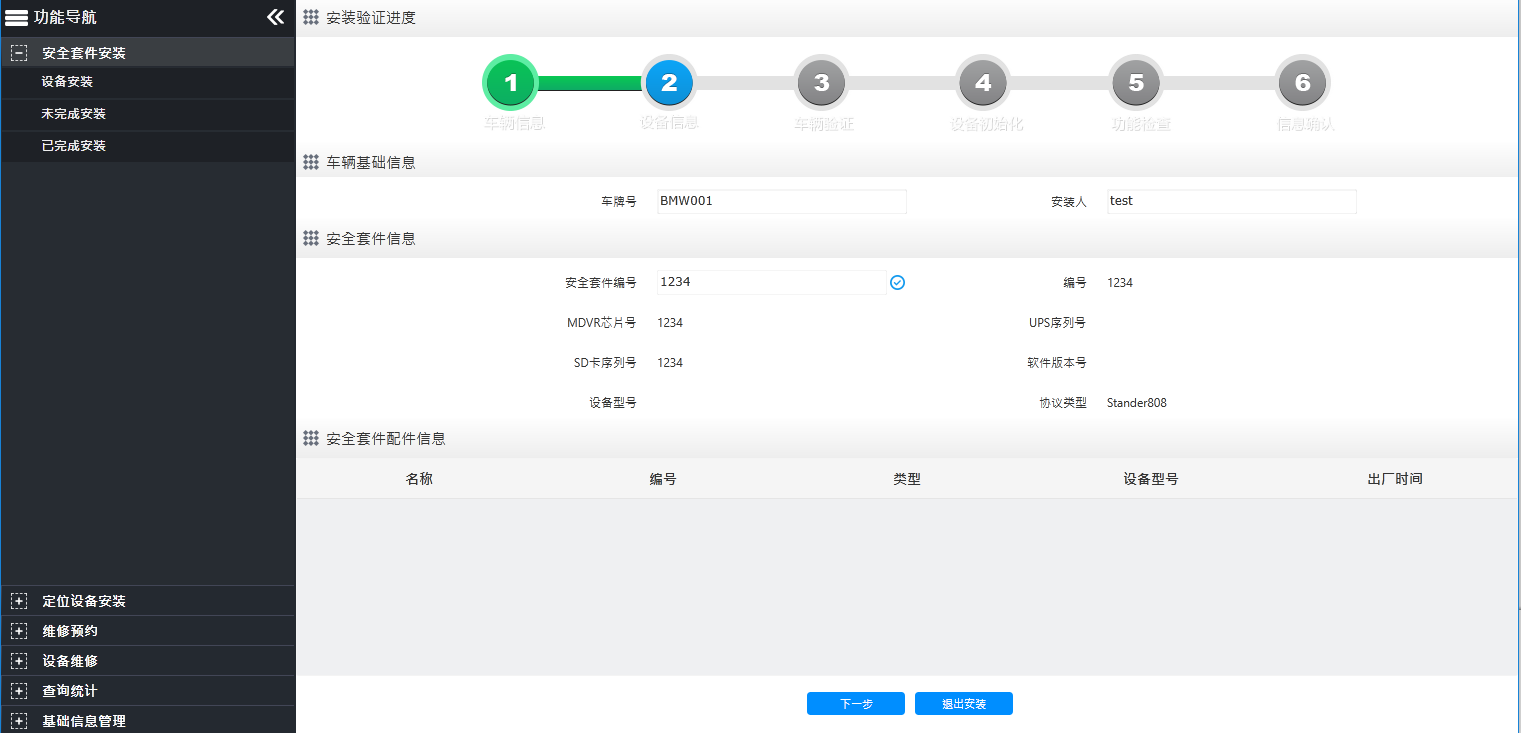 功能导航
安全套件安装
设备安装
未完成安装
已完成安装
定位设备安装
维修预约
设备维修
查询统计
基础信息管理
安装验证进度
1 2 3 4 5 6
车辆信息 设备信息 车辆验证 设备初始化 功能检查 信息确认
车辆基础信息
车牌号 BMW001 安装人 test
安全套件信息
安全套件编号 1234 编号 1234
MDVR芯片号 1234 UPS序列号
SD卡序列号 1234 软件版本号
设备型号 协议类型 Stander808
安全套件配件信息
名称 编号 类型 设备型号 出厂时间
下一步 退出安装